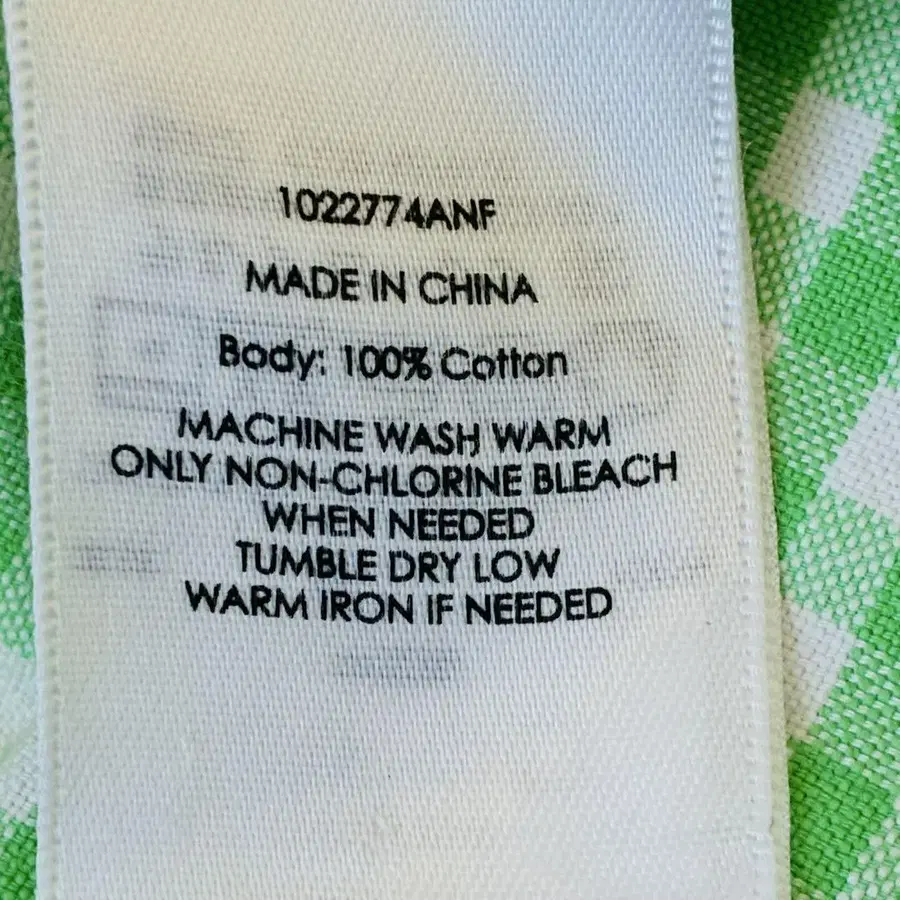 1022774ANF
MADE IN CHINA
Body: 100% Cotton
MACHINE WASH WARM
ONLY NON-CHLORINE BLEACH
WHEN NEEDED
TUMBLE DRY LOW
WARM IRON IF NEEDED